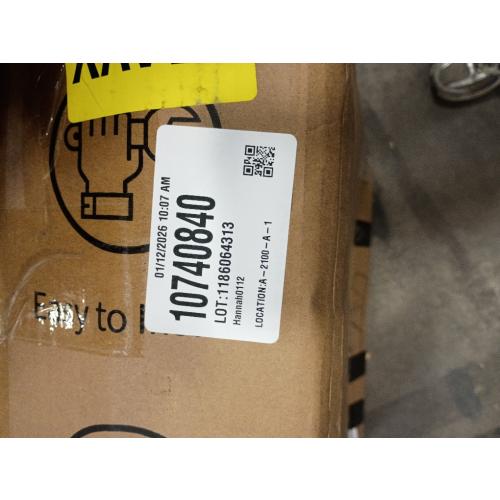 01/12/2026 10:07 AM
10740840
LOT:1186064313
Hannah0112
LOCATION:A-2100-A-1
Easy to